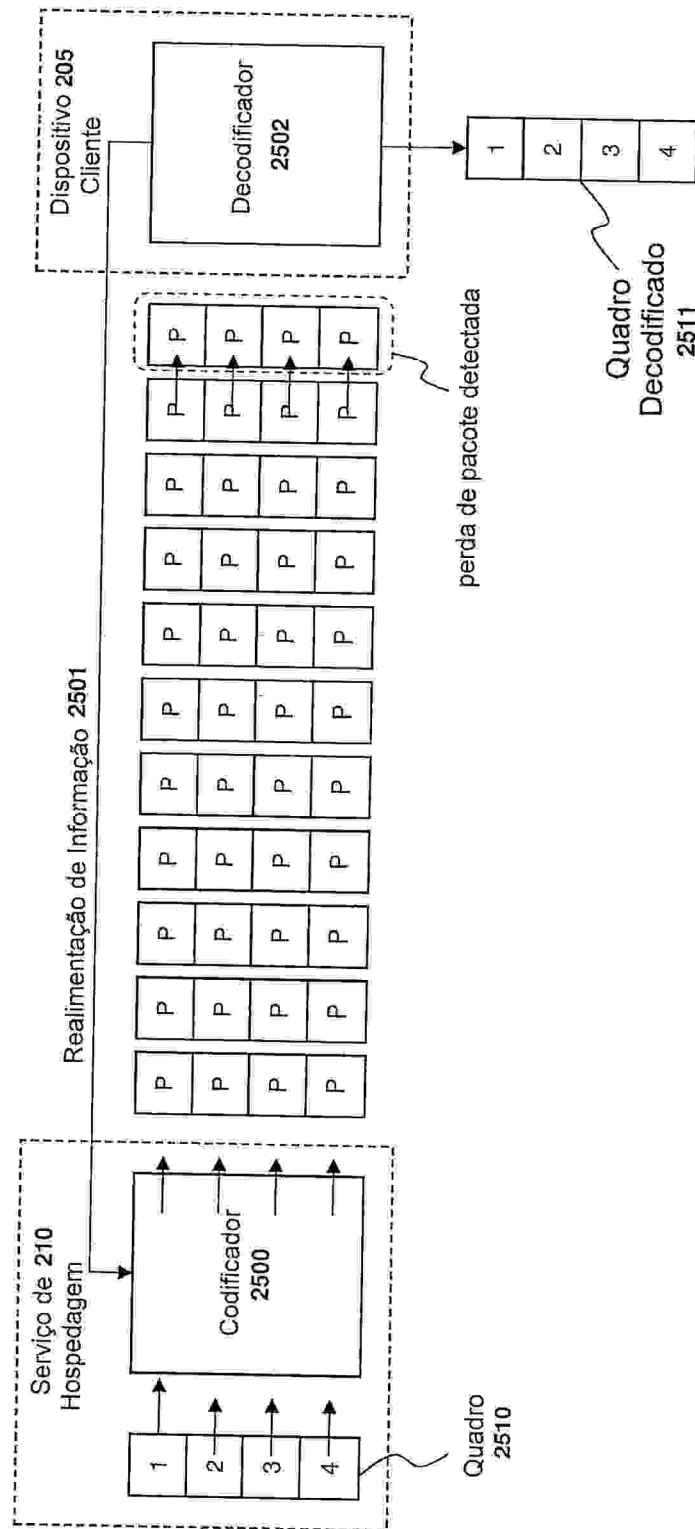 Serviço de 210
Hospedagem
1
2
3
4
Quadro
2510
Codificador
2500
Realimentação de Informação 2501
P P P P P P P P P P P
P P P P P P P P P P P
P P P P P P P P P P P
P P P P P P P P P P P
perda de pacote detectada
Dispositivo 205
Cliente
Decodificador
2502
1
2
3
4
Quadro
Decodificado
2511